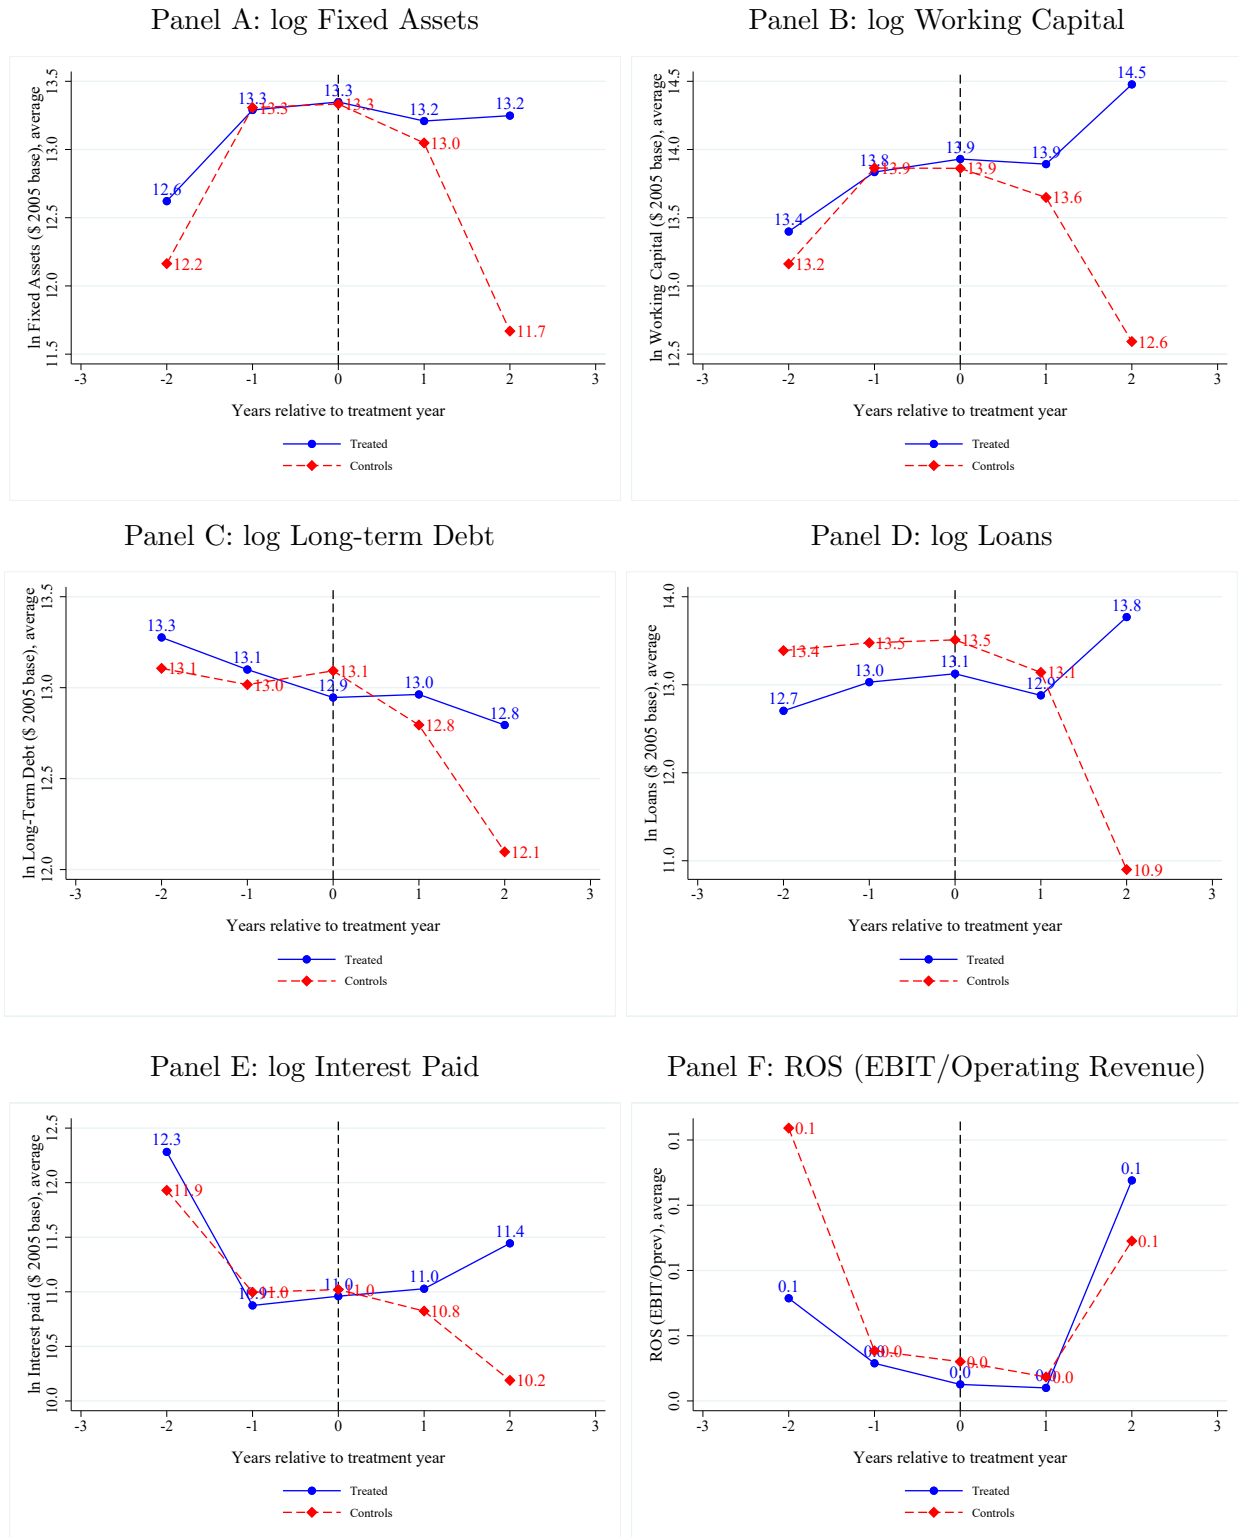 Panel A: log Fixed Assets
ln Fixed Assets ($ 2005 base), average
13.5
13.0
12.5
12.0
11.5
12.6
13.3
13.3
13.2
13.2
12.2
13.3
13.3
13.0
11.7
-3 -2 -1 0 1 2 3
Years relative to treatment year
Treated
Controls
Panel B: log Working Capital
ln Working Capital ($ 2005 base), average
14.5
14.0
13.5
13.0
12.5
13.4
13.8
13.9
13.9
14.5
13.2
13.9
13.9
13.6
12.6
-3 -2 -1 0 1 2 3
Years relative to treatment year
Treated
Controls
Panel C: log Long-term Debt
ln Long-Term Debt ($ 2005 base), average
13.5
13.0
12.5
12.0
13.3
13.1
12.9
13.0
12.8
13.1
13.0
13.1
12.8
12.1
-3 -2 -1 0 1 2 3
Years relative to treatment year
Treated
Controls
Panel D: log Loans
ln Loans ($ 2005 base), average
14.0
13.0
12.0
11.0
12.7
13.0
13.1
12.9
13.8
13.4
13.5
13.5
13.1
10.9
-3 -2 -1 0 1 2 3
Years relative to treatment year
Treated
Controls
Panel E: log Interest Paid
ln Interest paid ($ 2005 base), average
12.5
12.0
11.5
11.0
10.5
10.0
12.3
10.9
11.0
11.0
11.4
11.9
11.0
11.0
10.8
10.2
-3 -2 -1 0 1 2 3
Years relative to treatment year
Treated
Controls
Panel F: ROS (EBIT/Operating Revenue)
ROS (EBIT/Oprev), average
0.1
0.1
0.1
0.1
0.0
0.1
0.0
0.0
0.0
0.1
0.1
0.0
0.0
0.0
0.1
-3 -2 -1 0 1 2 3
Years relative to treatment year
Treated
Controls